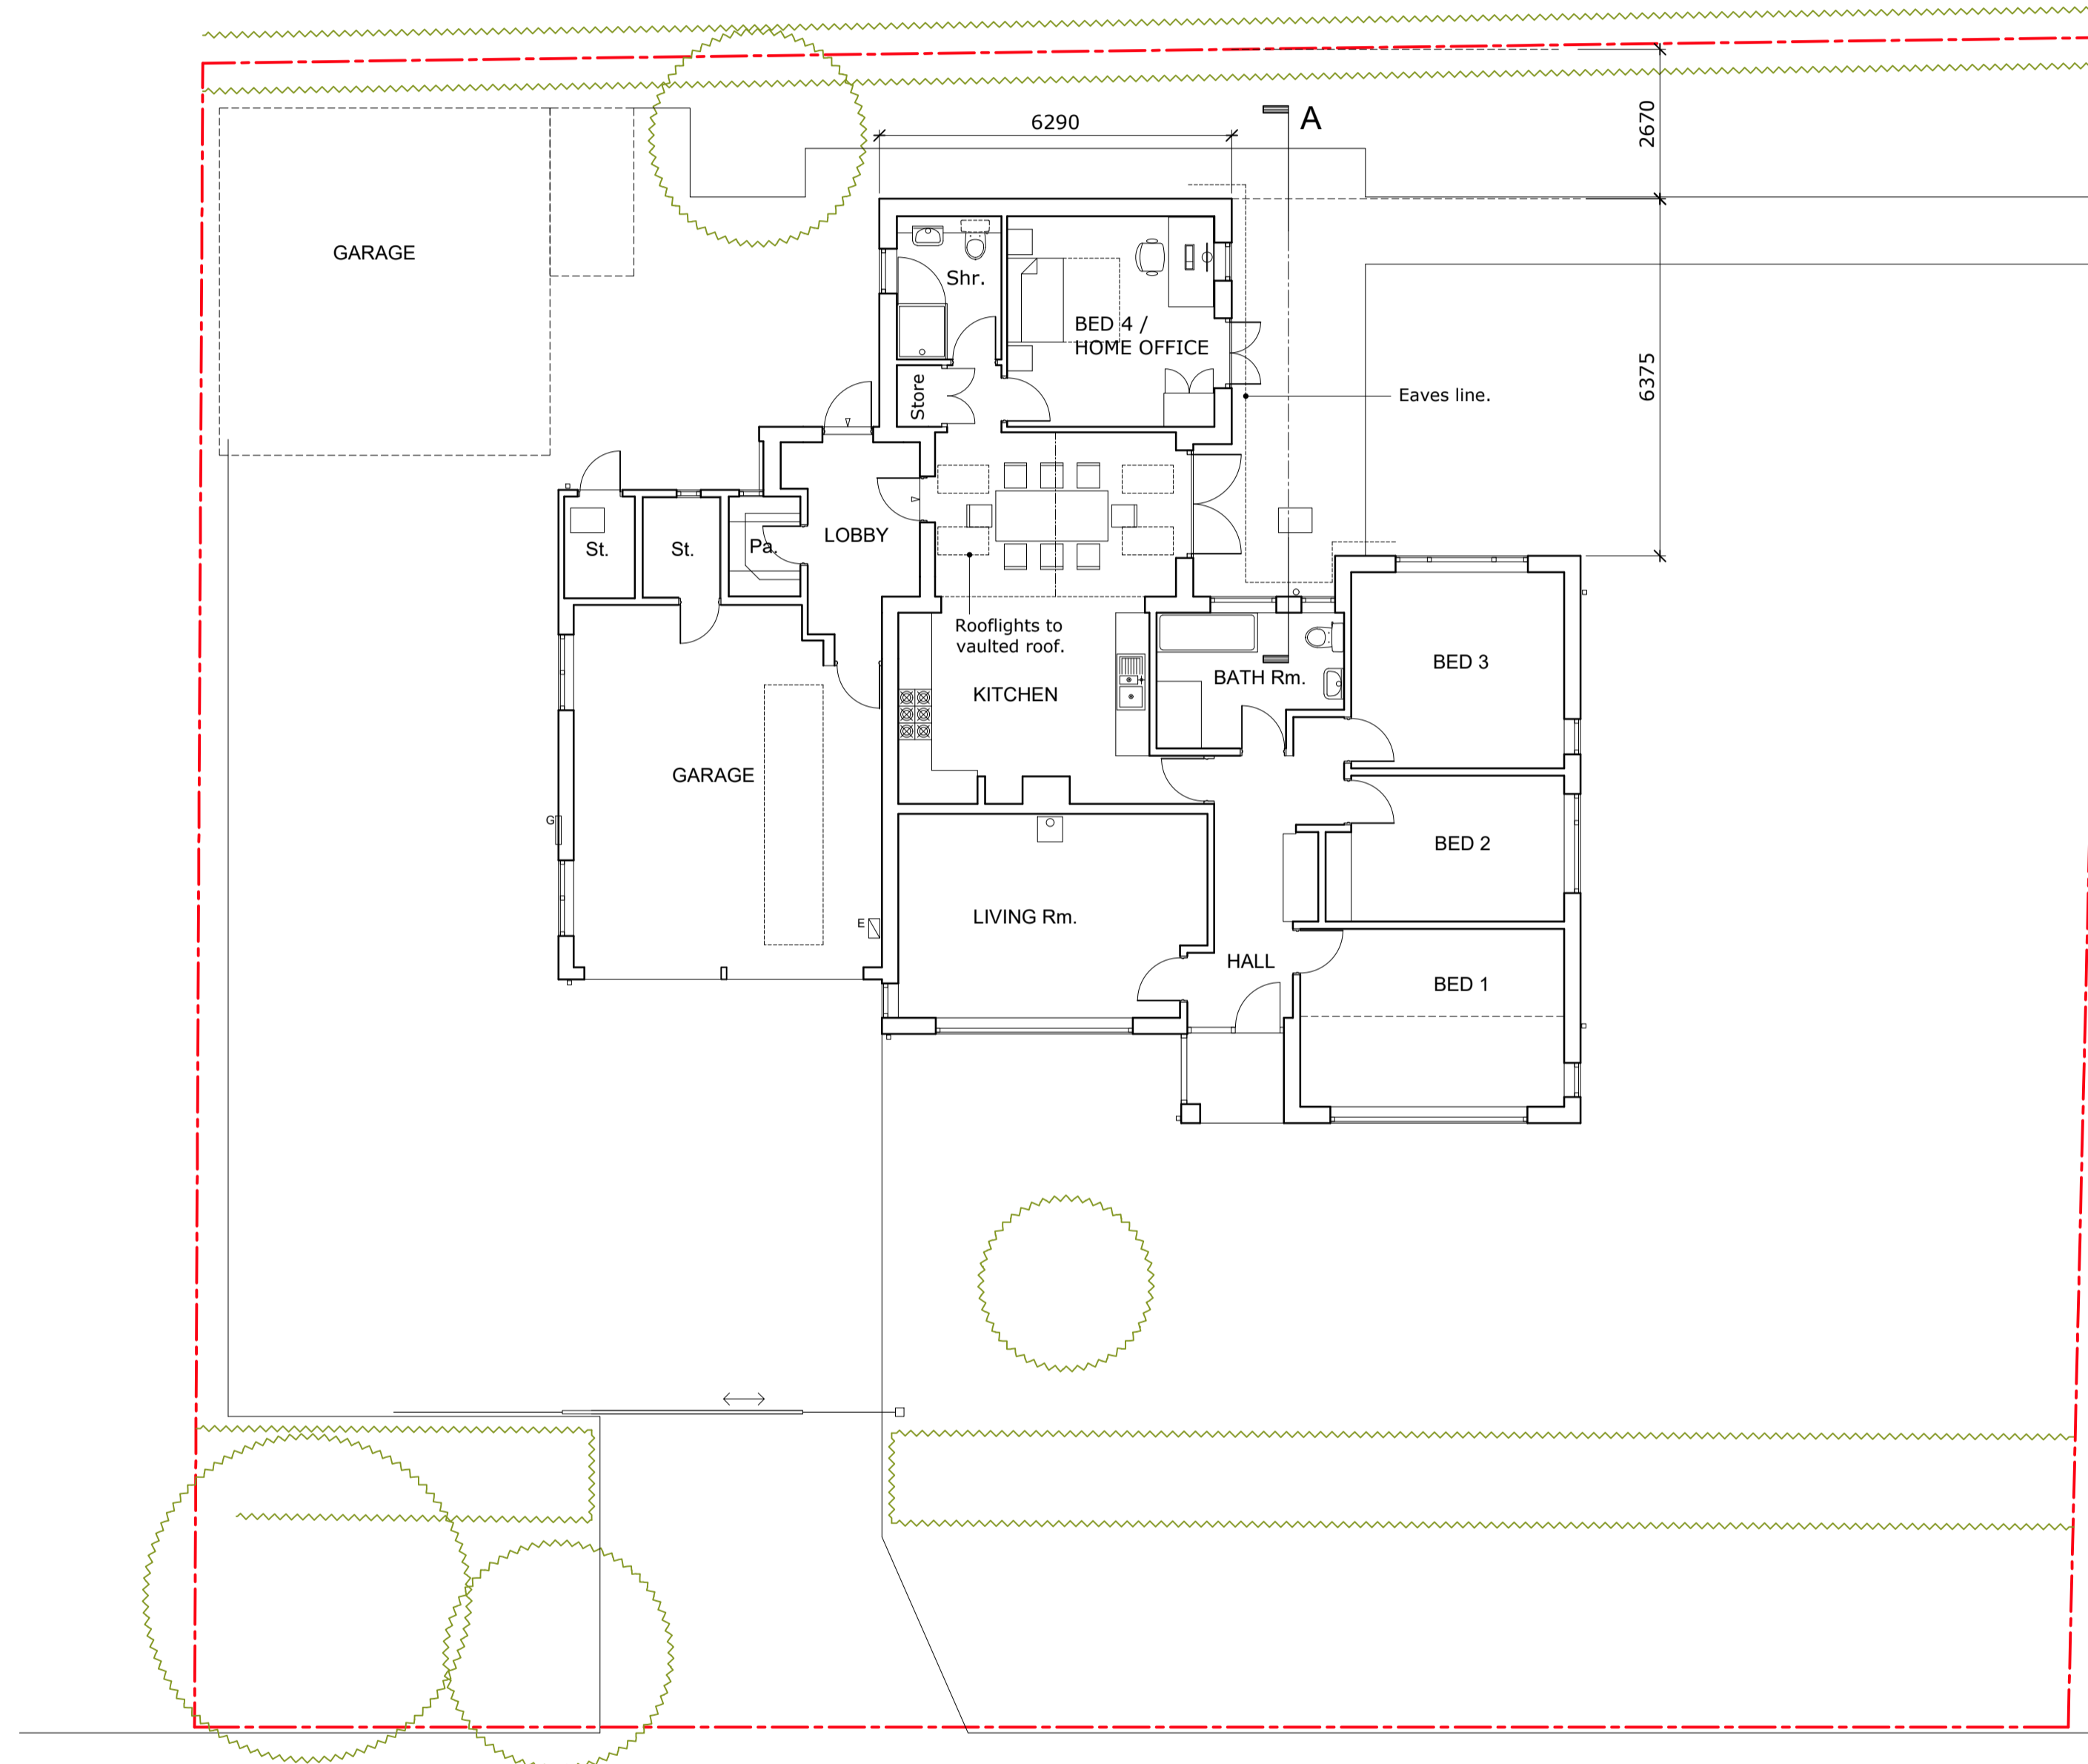 6290
A
2670
GARAGE
Shr.
BED 4 /
HOME OFFICE
6375
Store
Eaves line.
LOBBY
St.
St.
Pa.
Rooflights to
vaulted roof.
BED 3
BATH Rm.
KITCHEN
GARAGE
G
BED 2
LIVING Rm.
E
HALL
BED 1